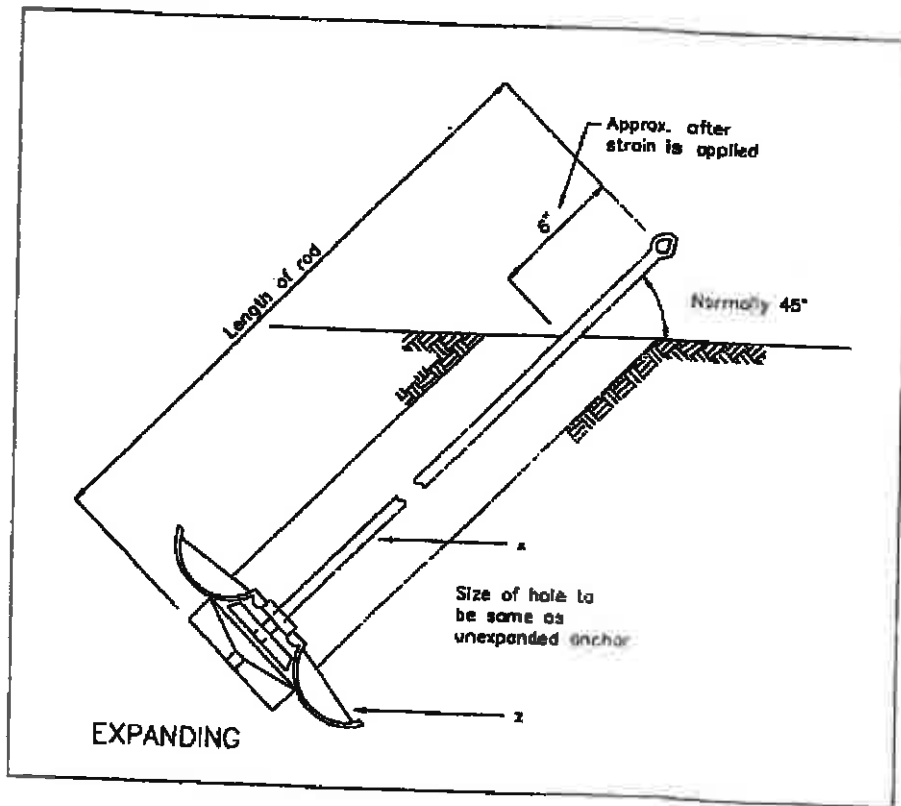 Approx. after
strain is applied
6"
Length of rod
Normally 45°
x
Size of hole to
be same as
unexpanded anchor
z
EXPANDING